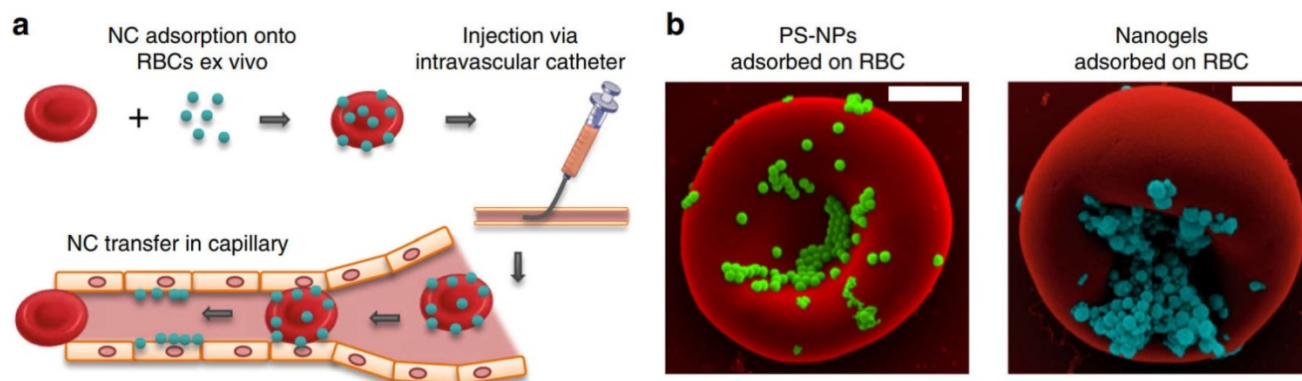 a
NC adsorption onto
RBCs ex vivo
Injection via
intravascular catheter
+
NC transfer in capillary
b
PS-NPs
adsorbed on RBC
Nanogels
adsorbed on RBC